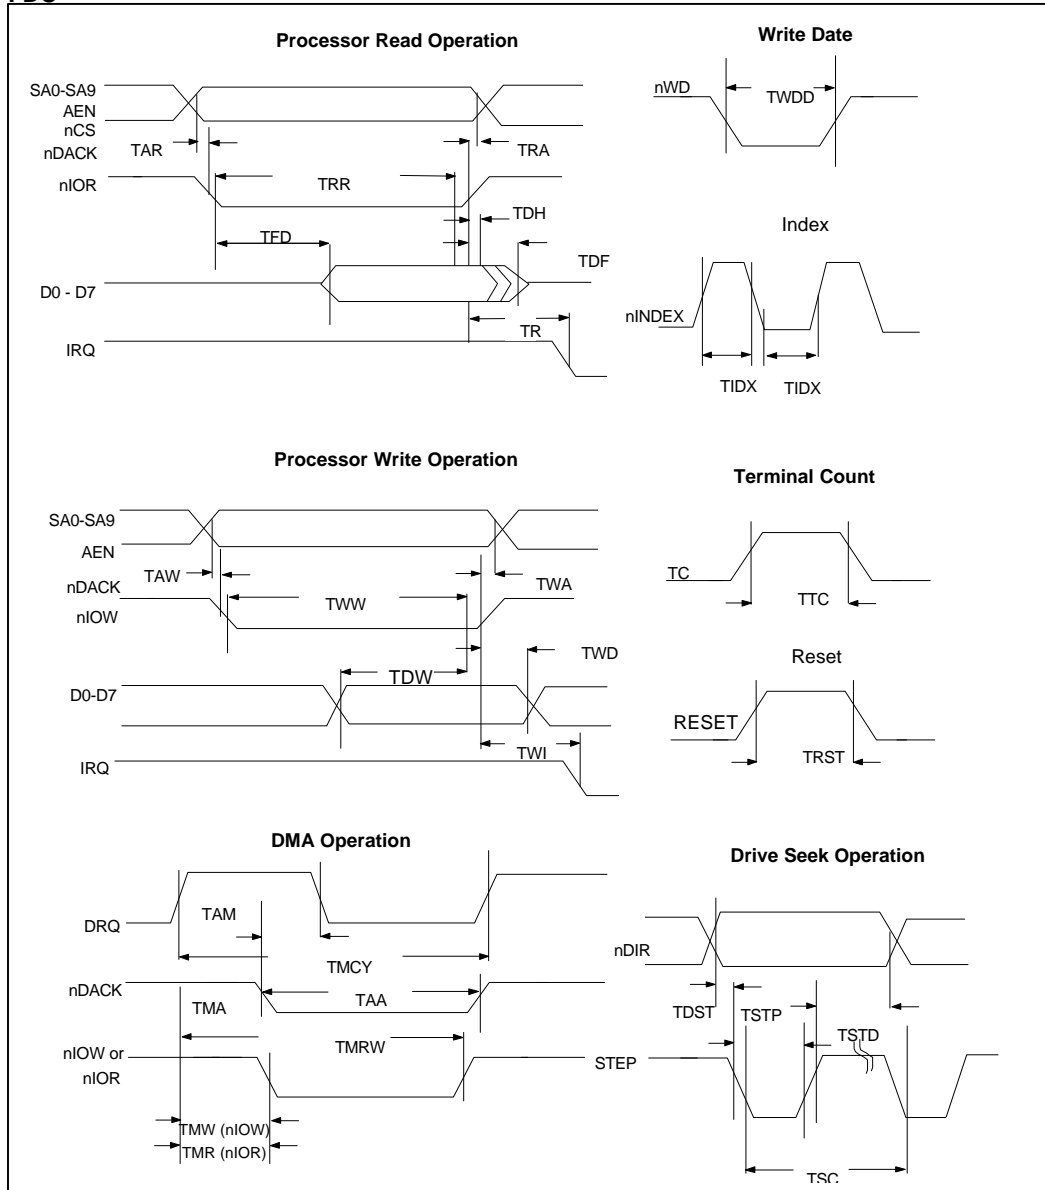 FDC
Processor Read Operation
SA0-SA9
AEN
nCS
nDACK
TAR
TRA
nIOR
TRR
TDH
TFD
TDF
D0 - D7
TR
IRQ
Write Date
nWD
TWDD
Index
nINDEX
TIDX
TIDX
Processor Write Operation
SA0-SA9
AEN
TAW
nDACK
TWA
nIOW
TWW
TWD
TDW
D0-D7
TWI
IRQ
Terminal Count
TC
TTC
Reset
RESET
TRST
DMA Operation
TAM
DRQ
TMCY
nDACK
TAA
TMA
TMRW
nIOW or
nIOR
TMW (nIOW)
TMR (nIOR)
Drive Seek Operation
nDIR
TDST
TSTP
TSTD
STEP
TSC